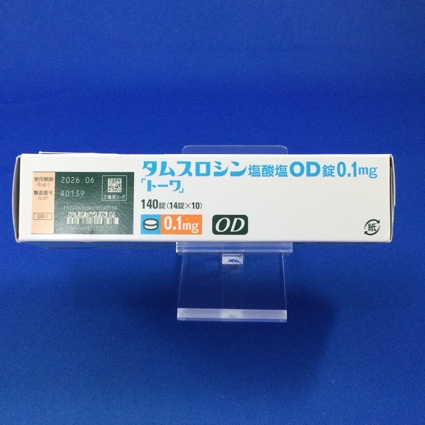 使用期限
(Exp.)
2026.06
製造番号
(Lot)
A0139
タムスロシン塩酸塩OD錠0.1mg
「トーワ」
140錠(14錠×10)
0.1mg
OD
紙